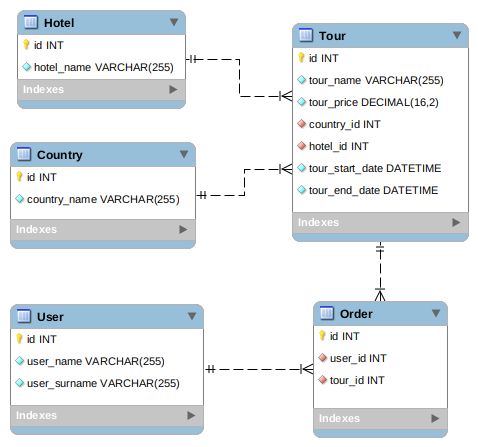 Hotel
id INT
hotel_name VARCHAR(255)
Indexes
Tour
id INT
tour_name VARCHAR(255)
tour_price DECIMAL(16,2)
country_id INT
hotel_id INT
tour_start_date DATETIME
tour_end_date DATETIME
Indexes
Country
id INT
country_name VARCHAR(255)
Indexes
User
id INT
user_name VARCHAR(255)
user_surname VARCHAR(255)
Indexes
Order
id INT
user_id INT
tour_id INT
Indexes